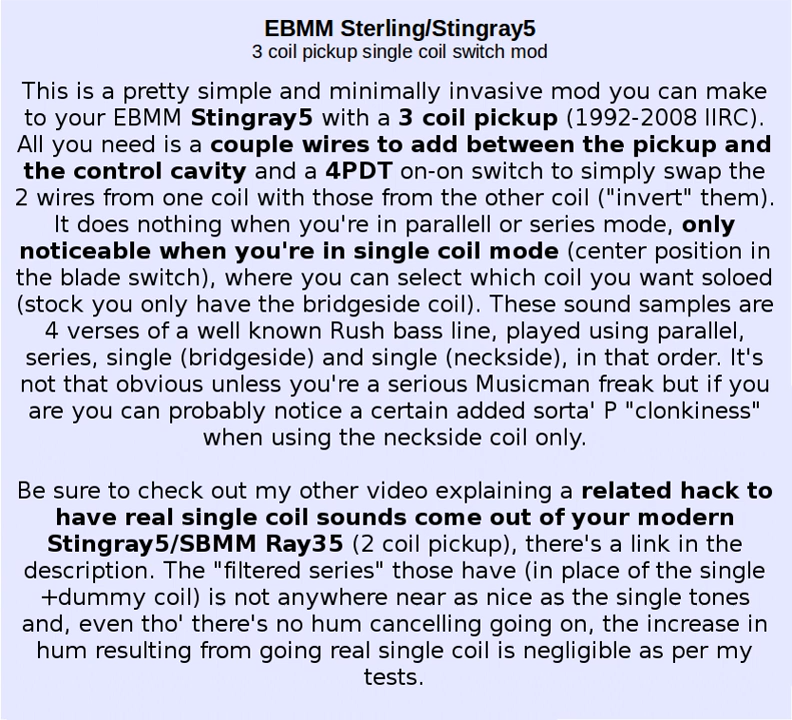 EBMM Sterling/Stingray5
3 coil pickup single coil switch mod
This is a pretty simple and minimally invasive mod you can make
to your EBMM Stingray5 with a 3 coil pickup (1992-2008 IIRC).
All you need is a couple wires to add between the pickup and
the control cavity and a 4PDT on-on switch to simply swap the
2 wires from one coil with those from the other coil ("invert" them).
It does nothing when you're in parallell or series mode, only
noticeable when you're in single coil mode (center position in
the blade switch), where you can select which coil you want soloed
(stock you only have the bridgeside coil). These sound samples are
4 verses of a well known Rush bass line, played using parallel,
series, single (bridgeside) and single (neckside), in that order. It's
not that obvious unless you're a serious Musicman freak but if you
are you can probably notice a certain added sorta' P "clonkiness"
when using the neckside coil only.
Be sure to check out my other video explaining a related hack to
have real single coil sounds come out of your modern
Stingray5/SBMM Ray35 (2 coil pickup), there's a link in the
description. The "filtered series" those have (in place of the single
+dummy coil) is not anywhere near as nice as the single tones
and, even tho' there's no hum cancelling going on, the increase in
hum resulting from going real single coil is negligible as per my
tests.